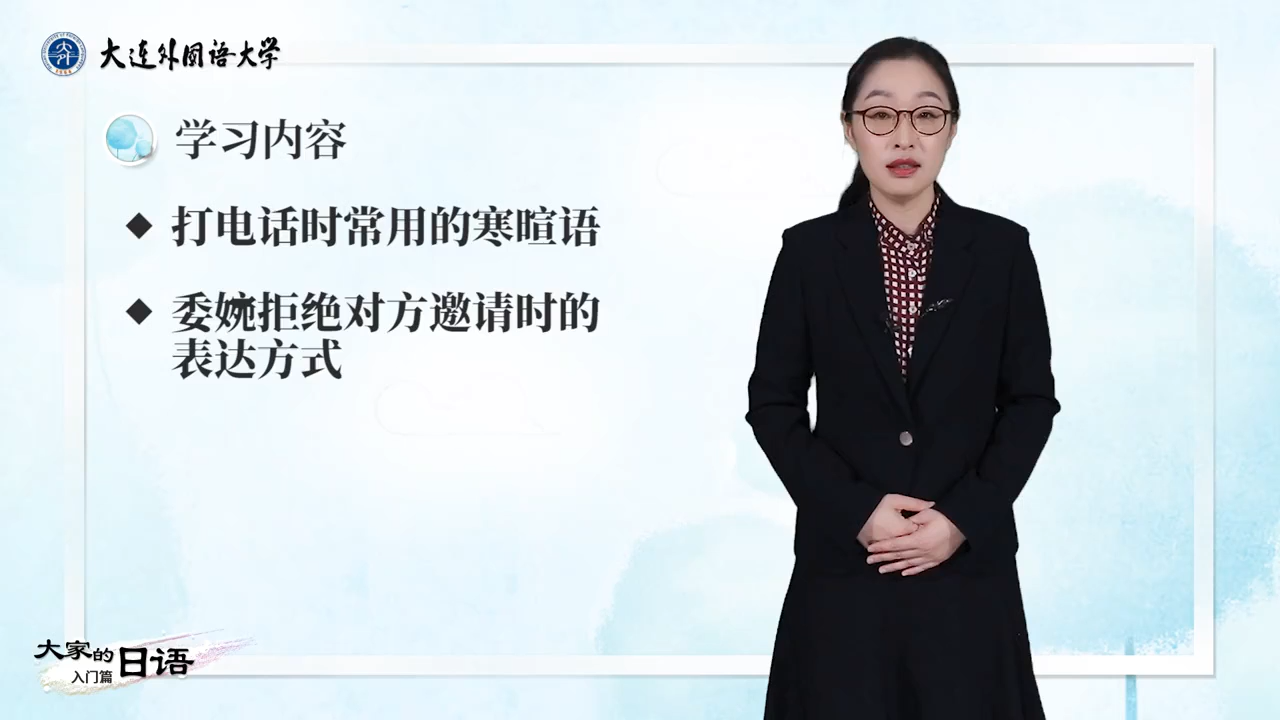 大连外国语大学
学习内容
打电话时常用的寒暄语
委婉拒绝对方邀请时的
表达方式
大家的日语
入门篇